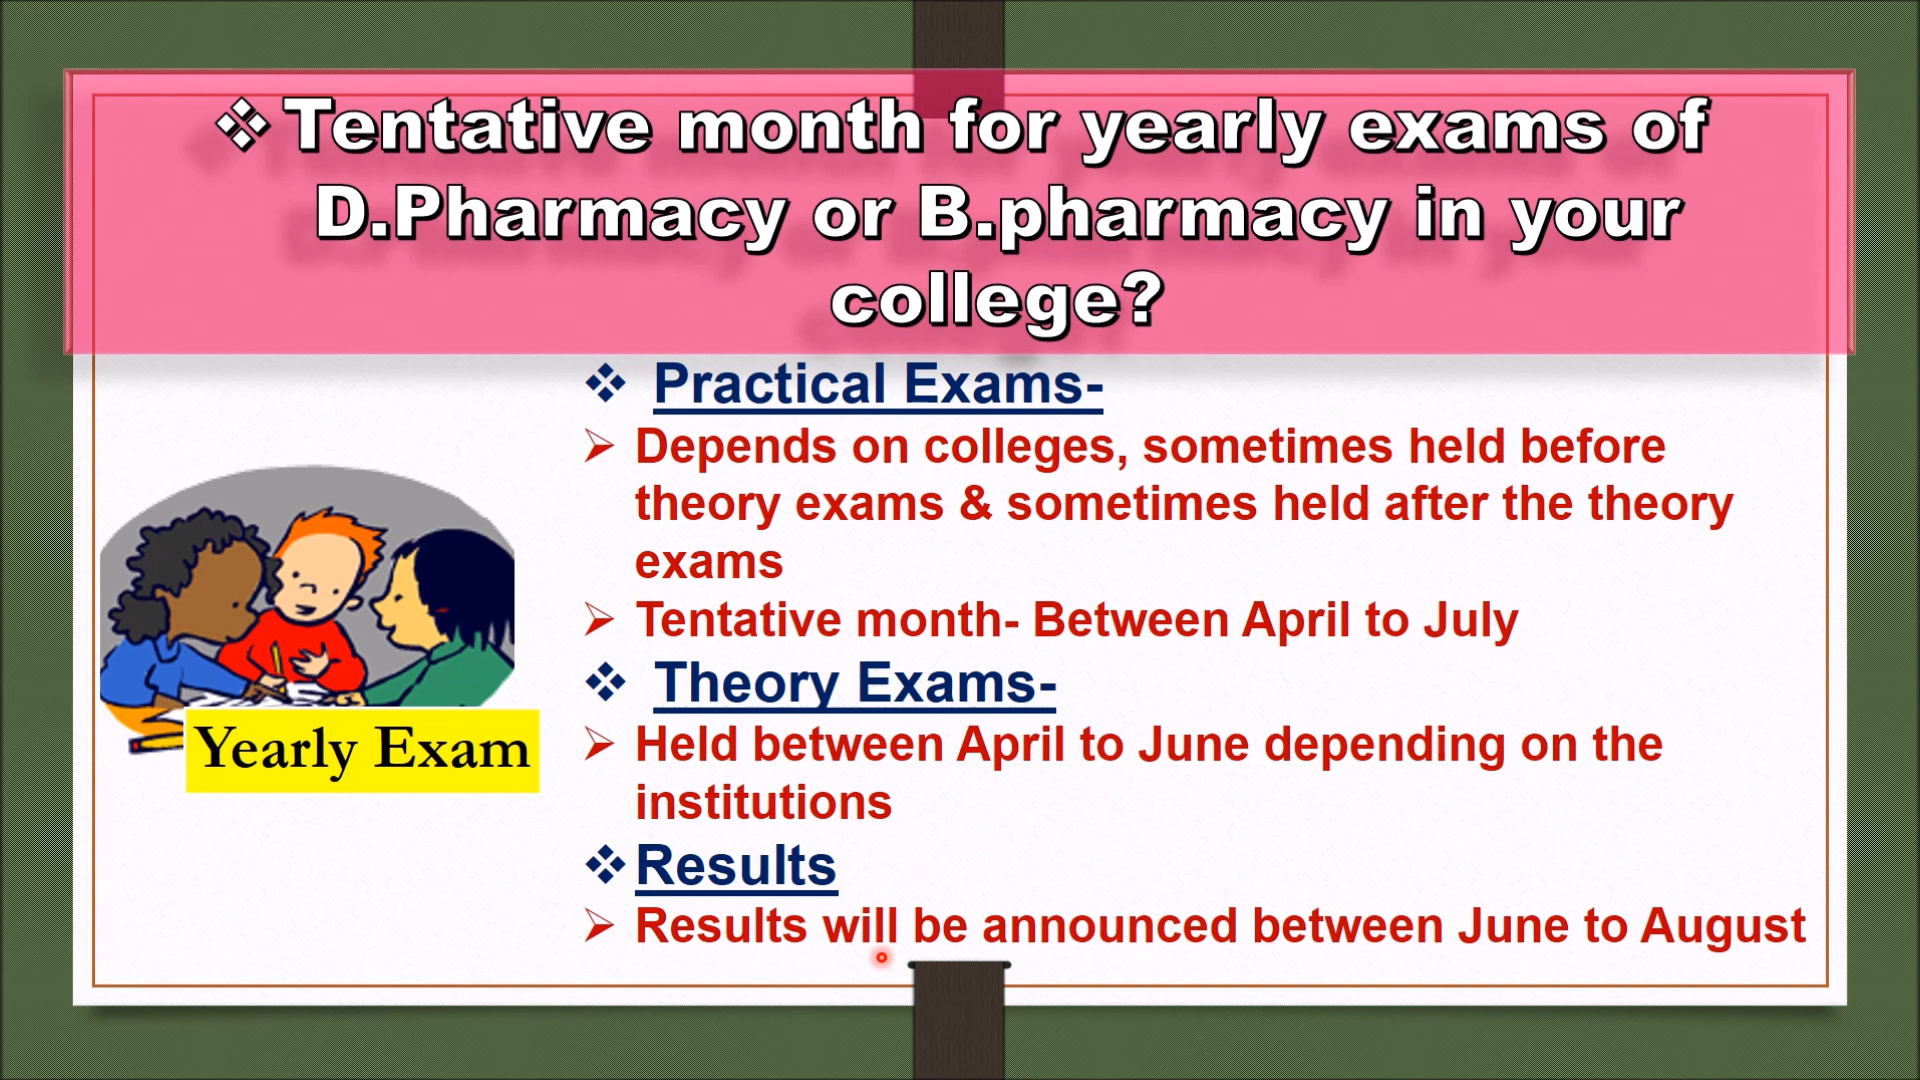 ❖ Tentative month for yearly exams of
D.Pharmacy or B.pharmacy in your
college?
❖ Practical Exams-
➢ Depends on colleges, sometimes held before
theory exams & sometimes held after the theory
exams
➢ Tentative month- Between April to July
❖ Theory Exams-
➢ Held between April to June depending on the
institutions
❖ Results
➢ Results will be announced between June to August
Yearly Exam